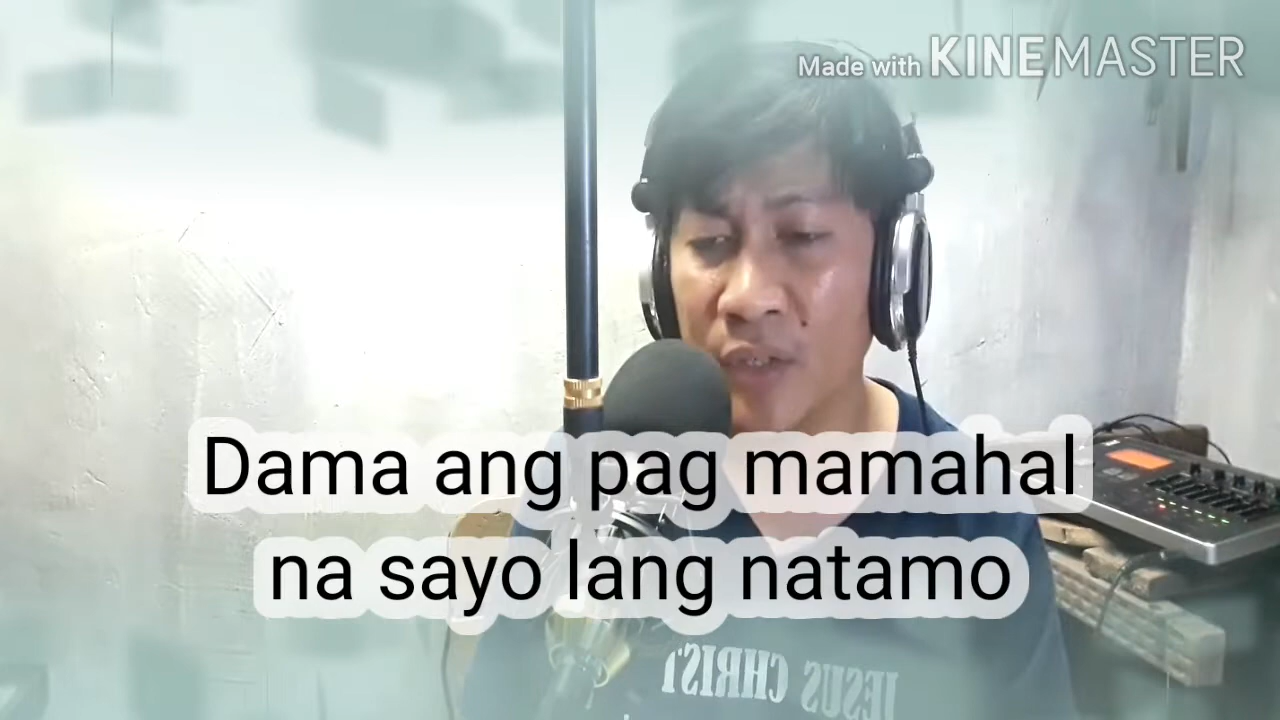 Made with KINEMASTER
Dama ang pag mamahal
na sayo lang natamo
JESUS CHRIST